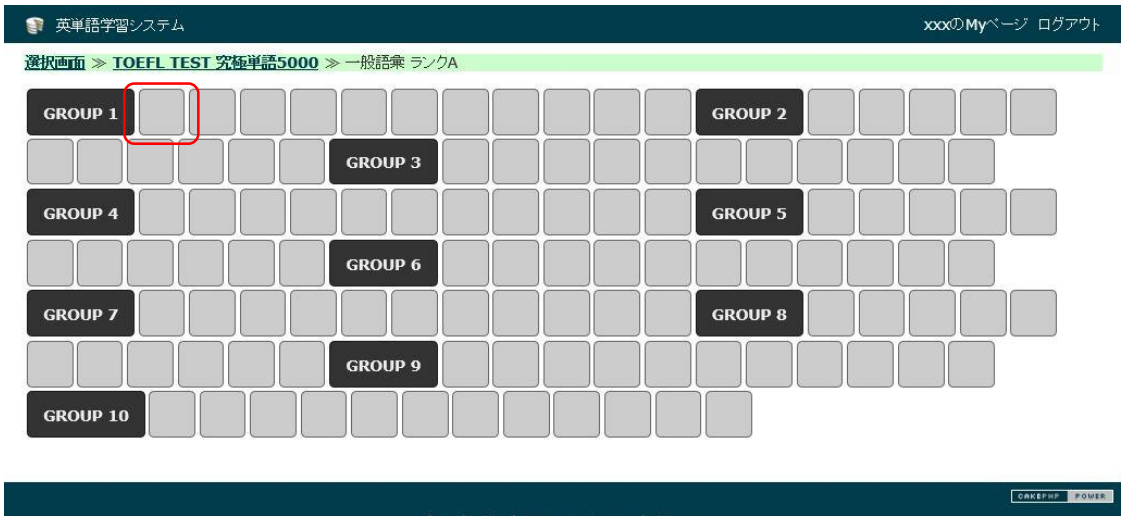 英単語学習システム xxxのMyページ ログアウト
選択画面 ≫ TOEFL TEST 究極単語5000 ≫ 一般語彙 ランクA
GROUP 1 GROUP 2
GROUP 3
GROUP 4 GROUP 5
GROUP 6
GROUP 7 GROUP 8
GROUP 9
GROUP 10
CAKEPHP POWER